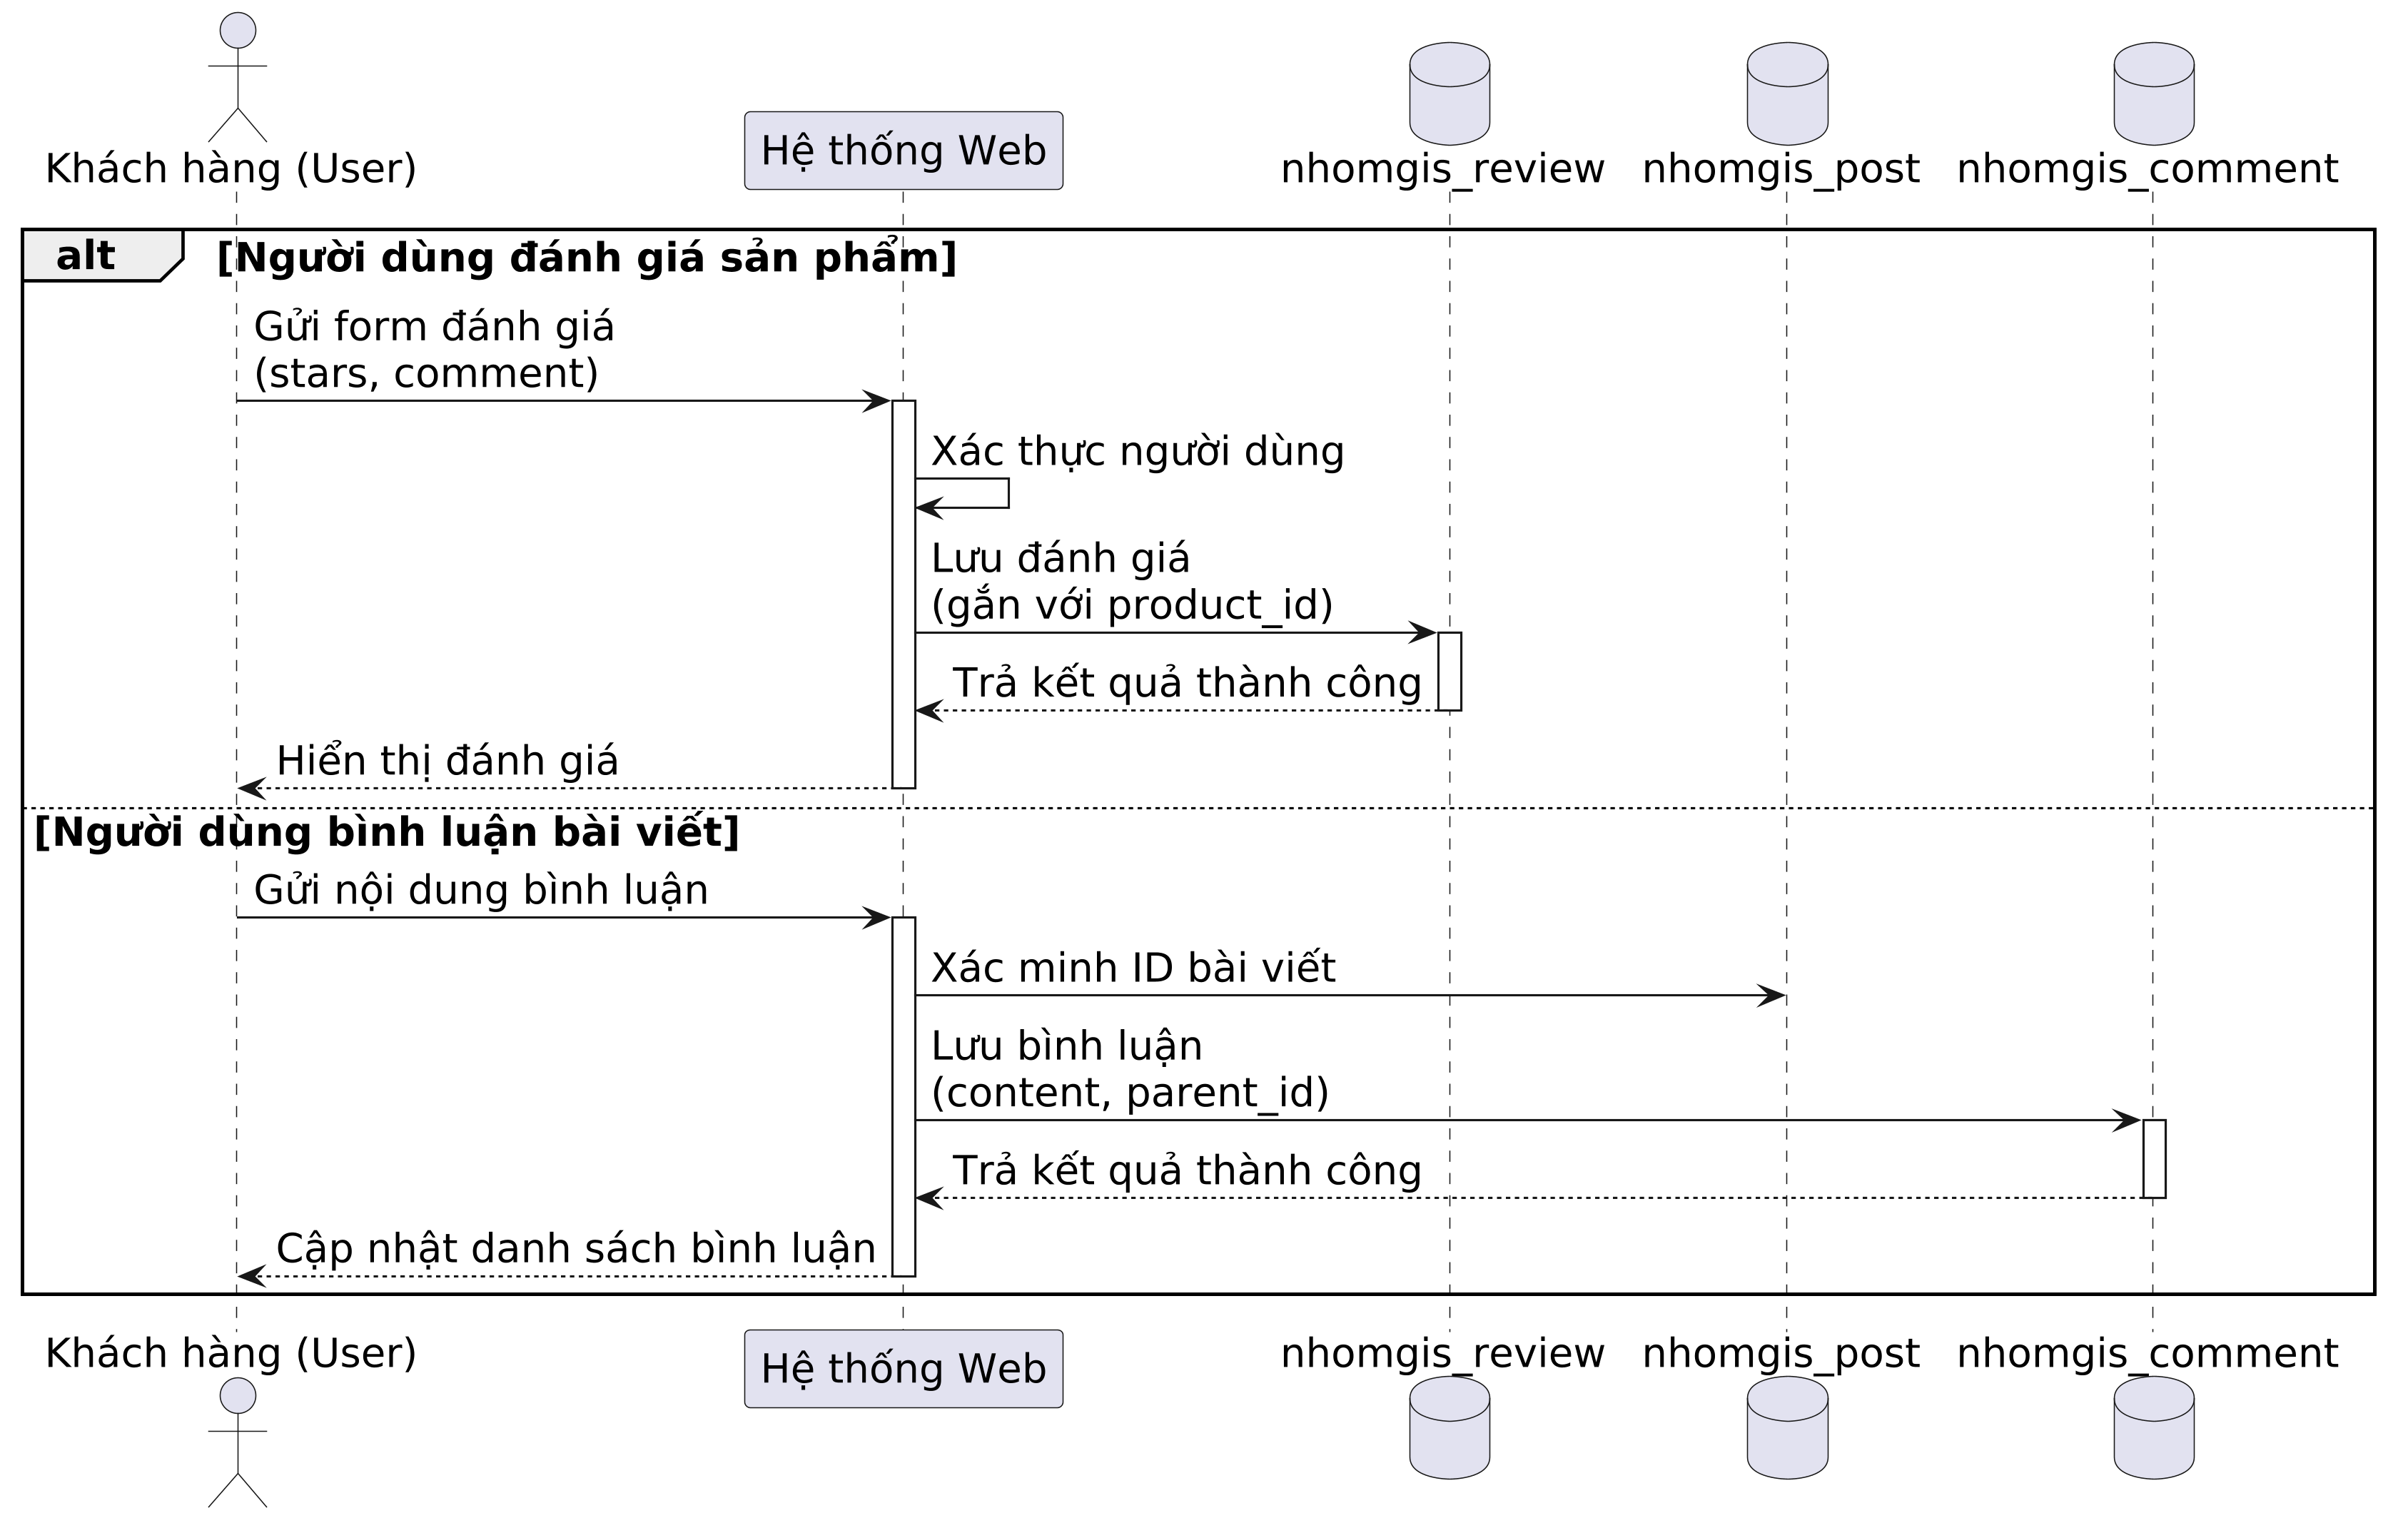 Khách hàng (User)
Hệ thống Web
nhomgis_review
nhomgis_post
nhomgis_comment
alt
[Người dùng đánh giá sản phẩm]
Gửi form đánh giá
(stars, comment)
Xác thực người dùng
Lưu đánh giá
(gắn với product_id)
Trả kết quả thành công
Hiển thị đánh giá
[Người dùng bình luận bài viết]
Gửi nội dung bình luận
Xác minh ID bài viết
Lưu bình luận
(content, parent_id)
Trả kết quả thành công
Cập nhật danh sách bình luận
Khách hàng (User)
Hệ thống Web
nhomgis_review
nhomgis_post
nhomgis_comment